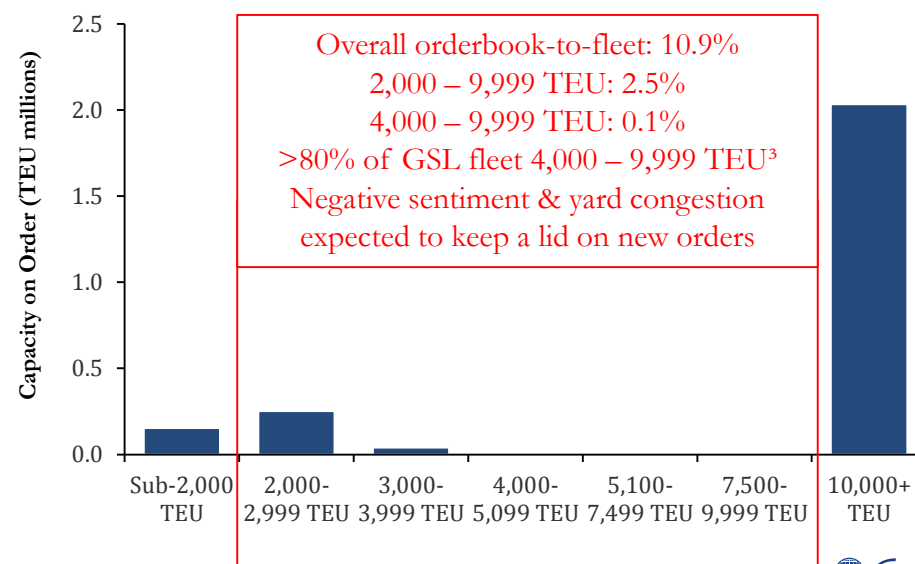 Capacity on Order (TEU millions)
2.5
2.0
1.5
1.0
0.5
0.0
Overall orderbook-to-fleet: 10.9%
2,000 – 9,999 TEU: 2.5%
4,000 – 9,999 TEU: 0.1%
>80% of GSL fleet 4,000 – 9,999 TEU³
Negative sentiment & yard congestion
expected to keep a lid on new orders
Sub-2,000
TEU
2,000-
2,999 TEU
3,000-
3,999 TEU
4,000-
5,099 TEU
5,100-
7,499 TEU
7,500-
9,999 TEU
10,000+
TEU